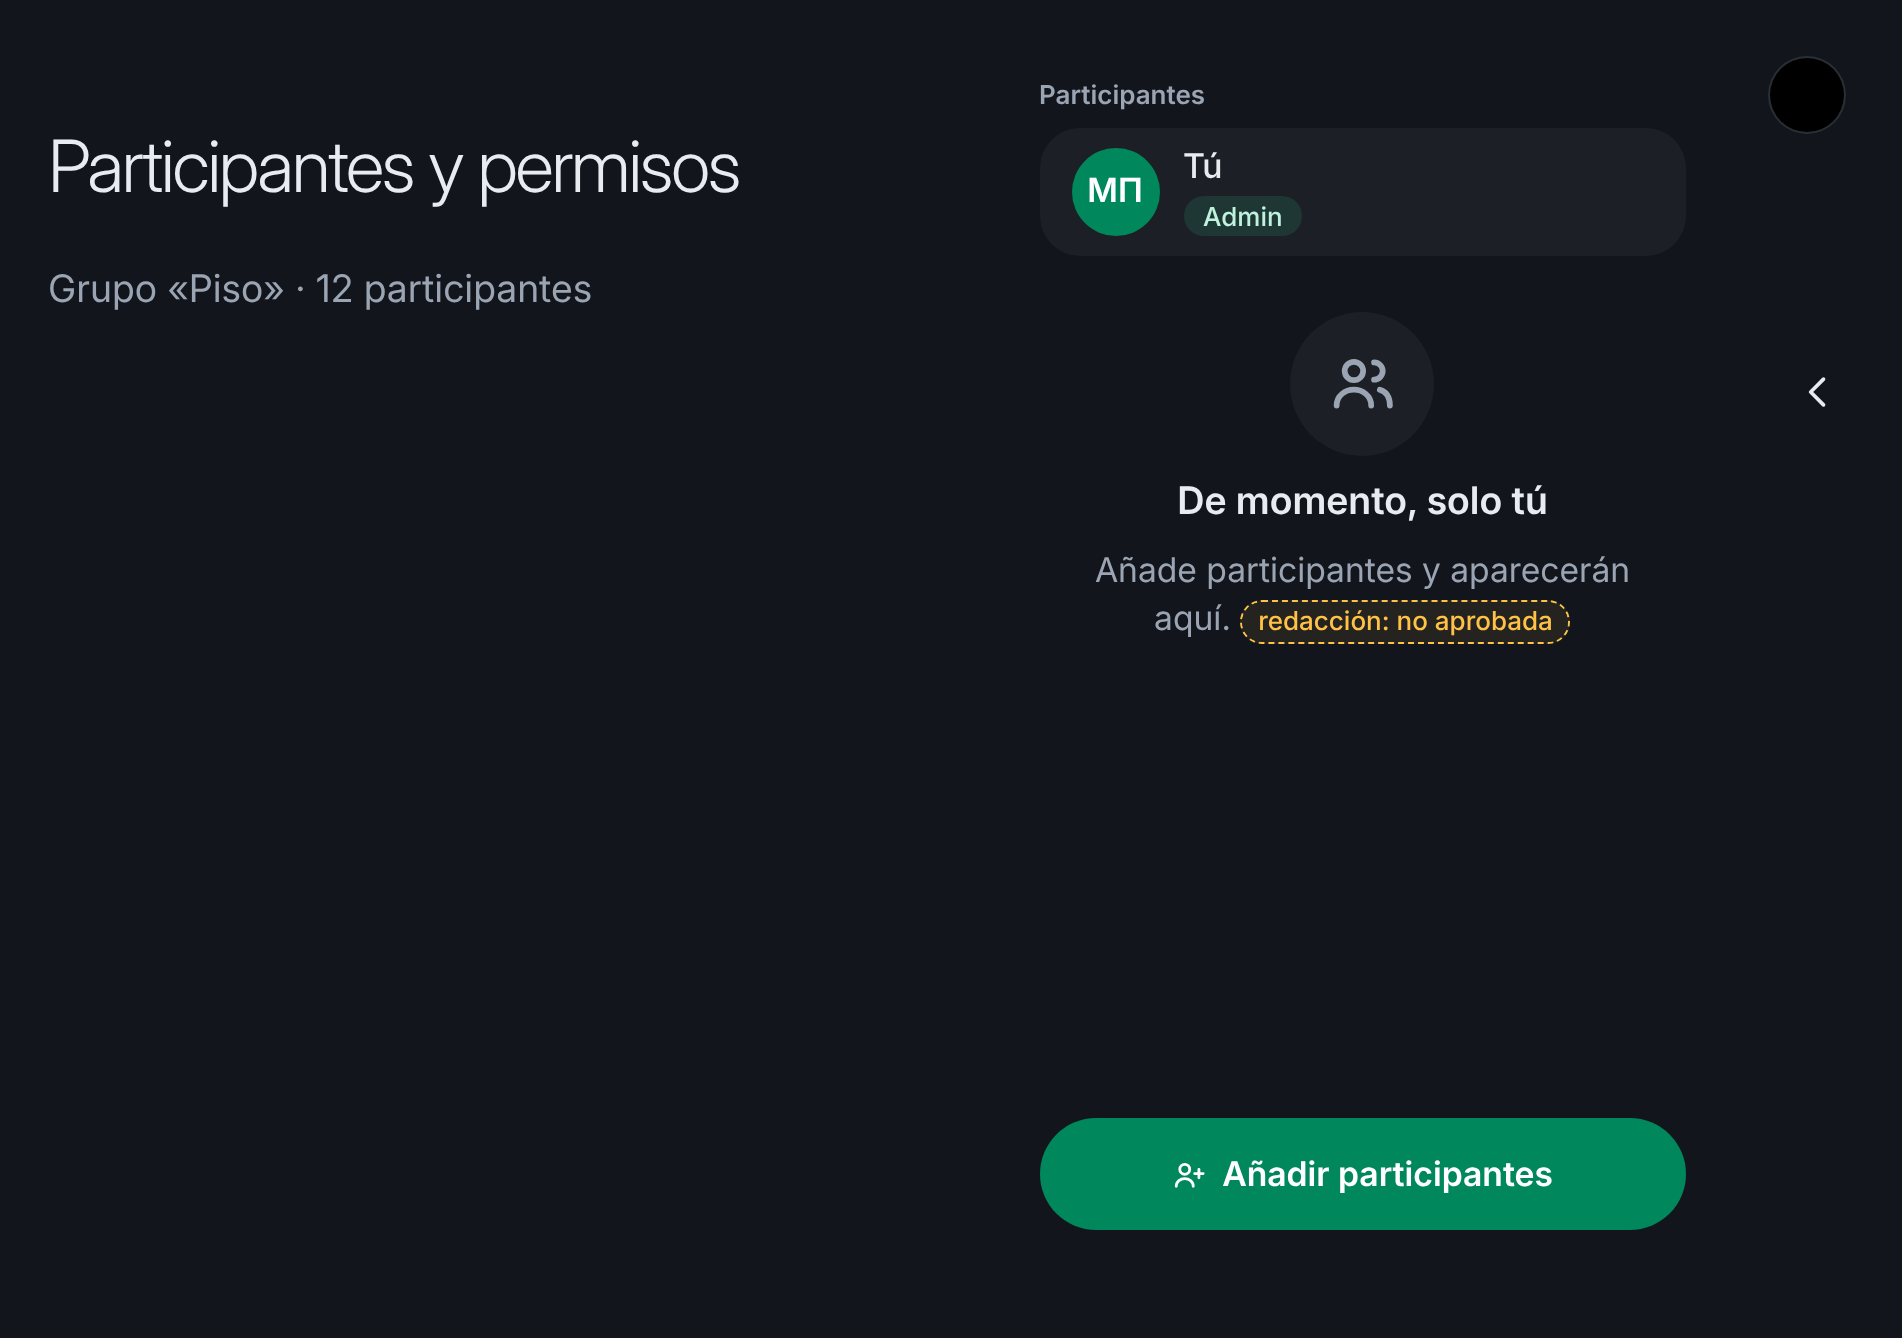 Participantes y permisos
Grupo «Piso» · 12 participantes
Participantes
МП
Tú
Admin
De momento, solo tú
Añade participantes y aparecerán
aquí. redacción: no aprobada
Añadir participantes